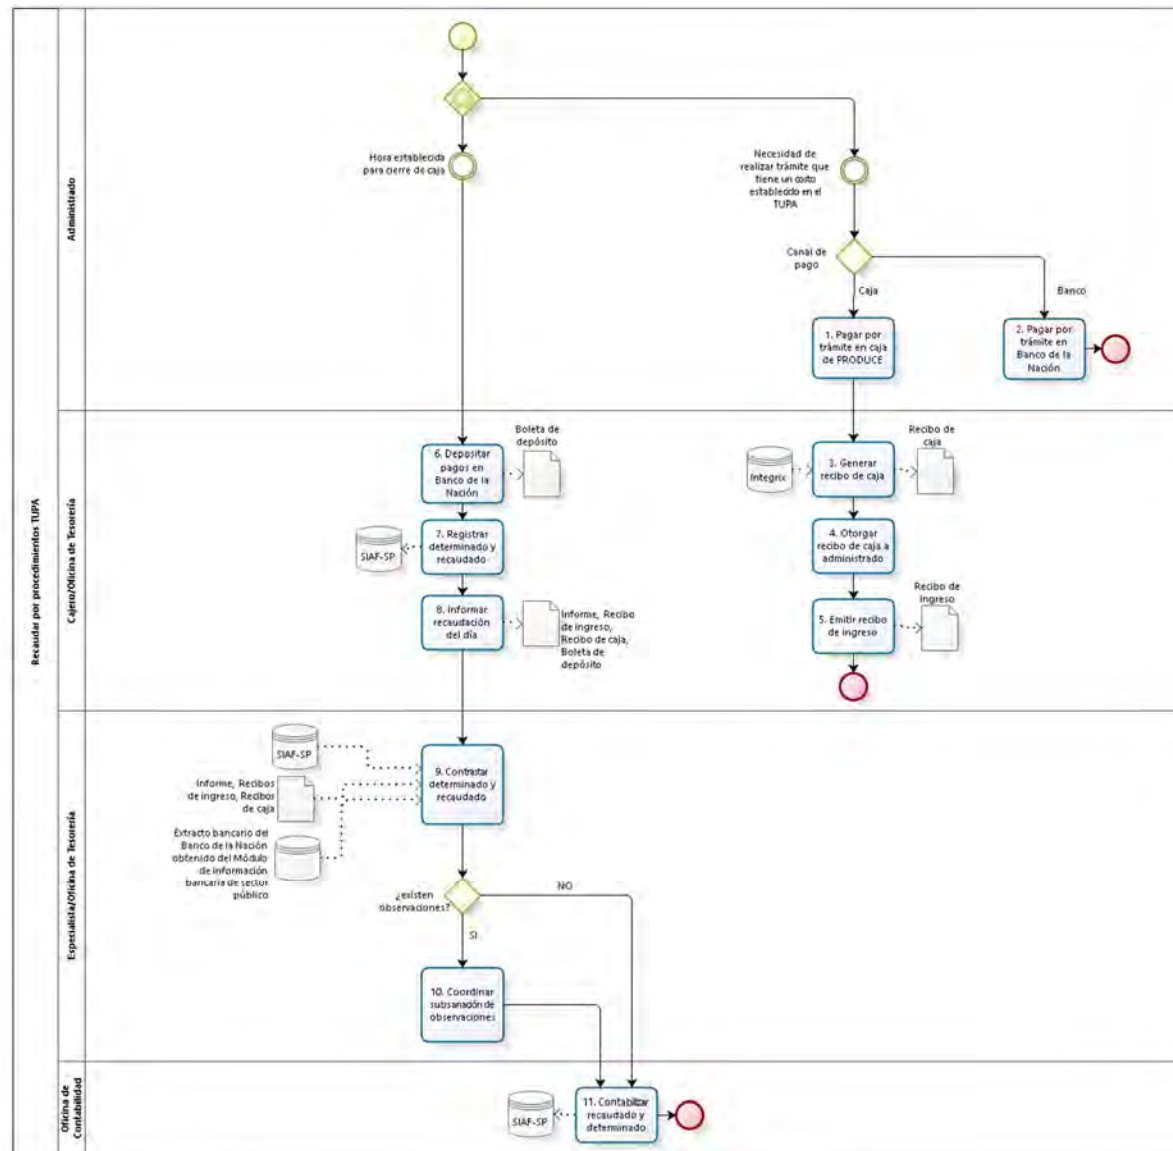 Recaudar por procedimientos TUPA
Administrado
Hora establecida
para cierre de caja
Necesidad de
realizar trámite que
tiene un costo
establecido en el
TUPA
Canal de
pago
Caja
Banco
1. Pagar por
trámite en caja
de PRODUCE
2. Pagar por
trámite en
Banco de la
Nación
Cajero/Oficina de Tesorería
6. Depositar
pagos en
Banco de la
Nación
Boleta de
depósito
7. Registrar
determinado y
recaudado
SIAF-SP
8. Informar
recaudación
del día
Informe, Recibo
de ingreso,
Recibo de caja,
Boleta de
depósito
Integrix
3. Generar
recibo de caja
Recibo de
caja
4. Otorgar
recibo de caja a
administrado
5. Emitir recibo
de ingreso
Recibo de
ingreso
Especialista/Oficina de Tesorería
SIAF-SP
Informe, Recibos
de ingreso, Recibos
de caja
Extracto bancario del
Banco de la Nación
obtenido del Módulo
de información
bancaria de sector
público
9. Contrastar
determinado y
recaudado
¿existen
observaciones?
NO
SI
10. Coordinar
subsanación de
observaciones
Oficina de
Contabilidad
SIAF-SP
11. Contabilizar
recaudado y
determinado